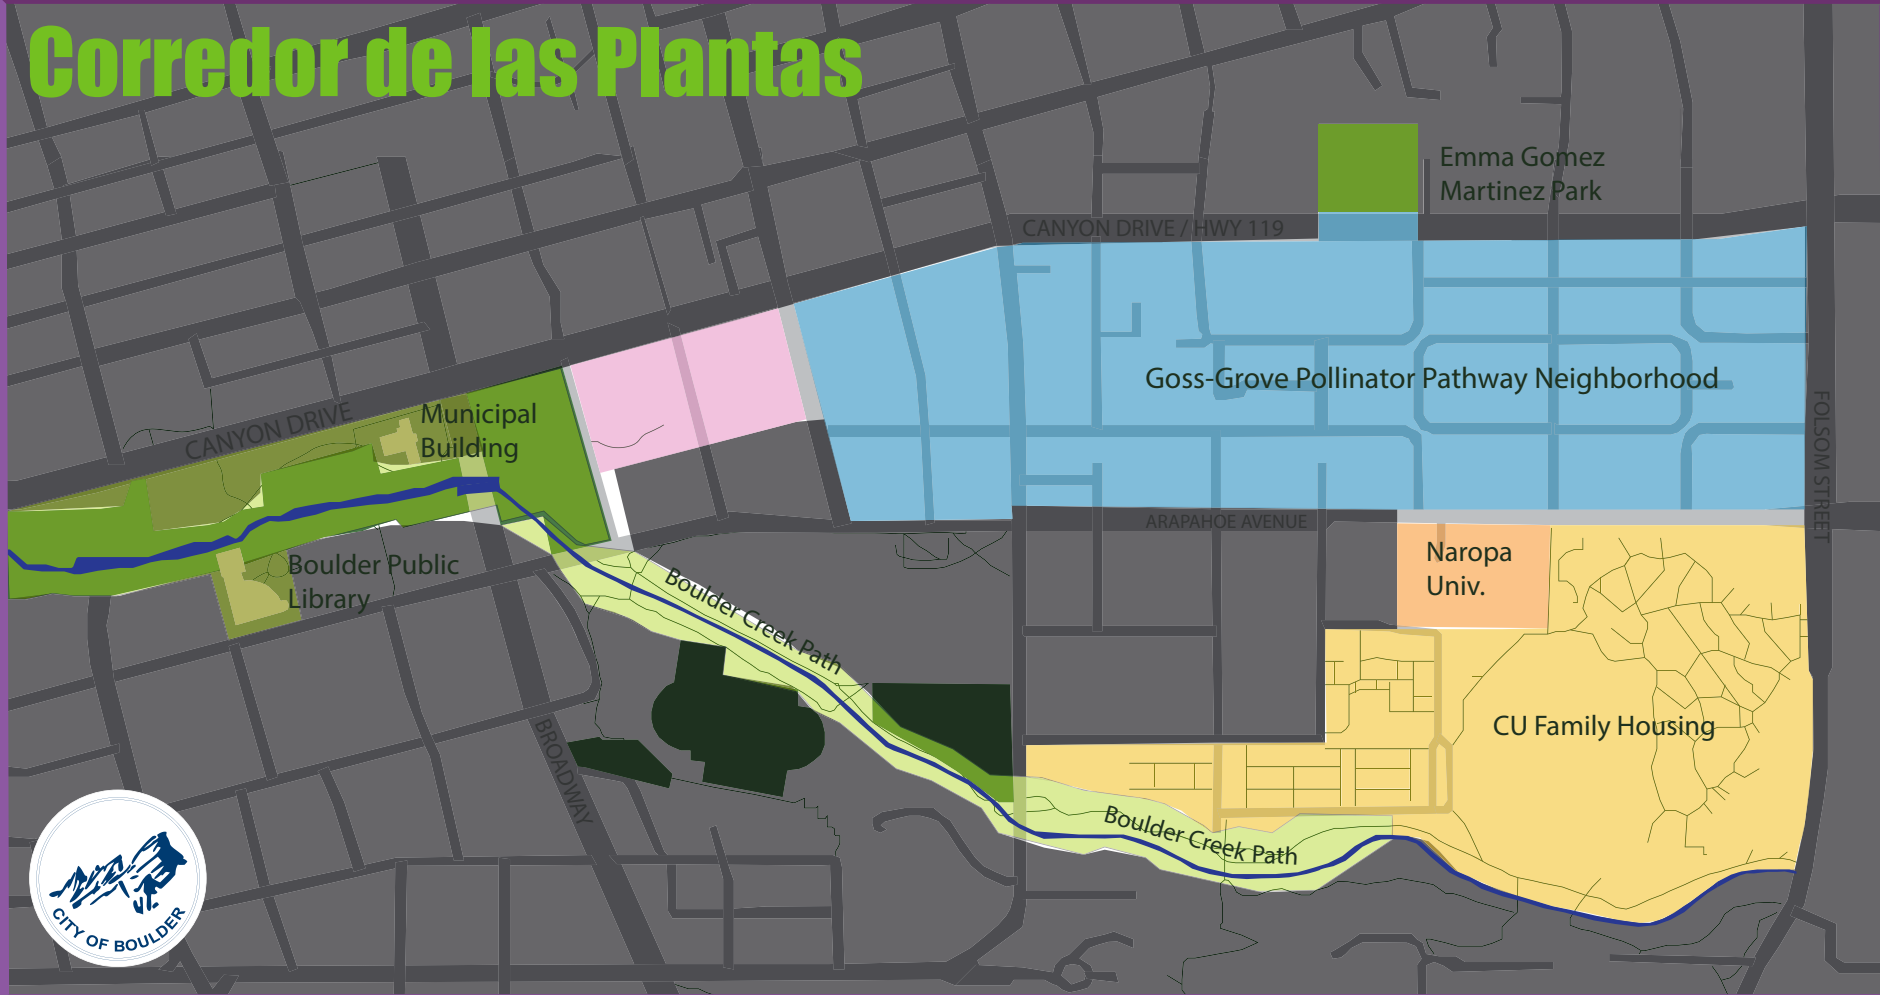 Corredor de las Plantas
Emma Gomez
Martinez Park
CANYON DRIVE / HWY 119
Goss-Grove Pollinator Pathway Neighborhood
FOLSOM STREET
CANYON DRIVE
Municipal
Building
ARAPAHOE AVENUE
Naropa
Univ.
Boulder Public
Library
Boulder Creek Path
CU Family Housing
BROADWAY
Boulder Creek Path
CITY OF BOULDER